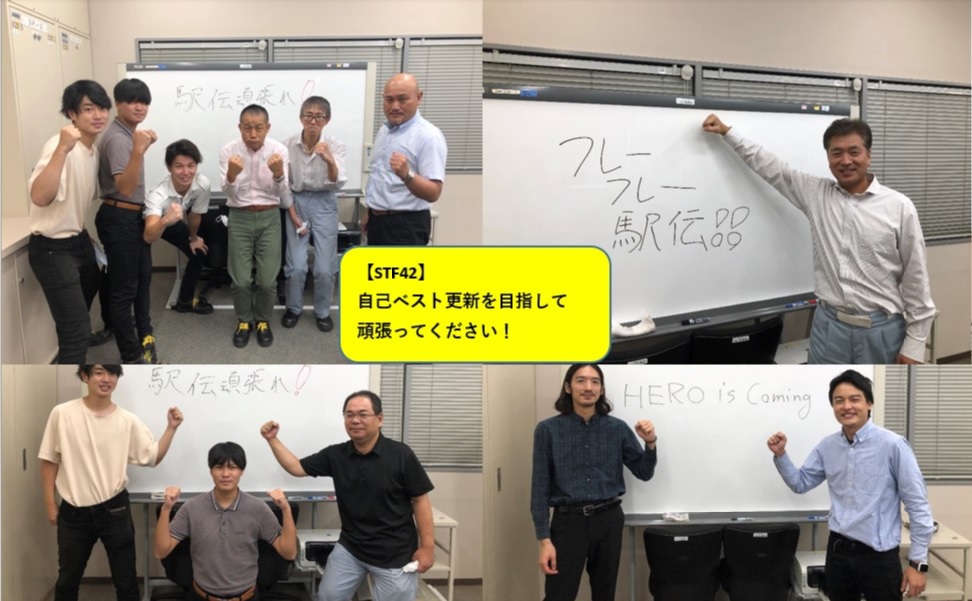 駅伝頑張れ!
フレー
フレー
駅伝!!
【STF42】
自己ベスト更新を目指して
頑張ってください！
駅伝頑張れ!
HERO is Coming